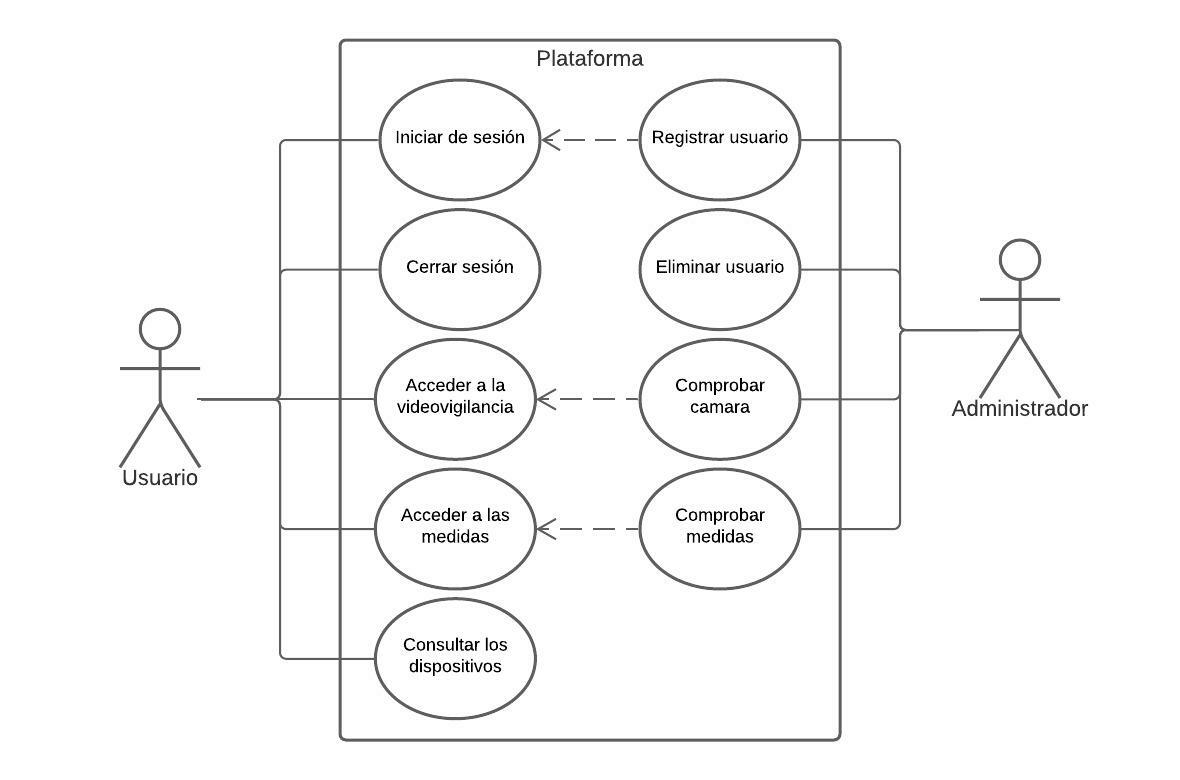 Plataforma
Iniciar de sesión
Registrar usuario
Cerrar sesión
Eliminar usuario
Acceder a la
videovigilancia
Comprobar
camara
Acceder a las
medidas
Comprobar
medidas
Consultar los
dispositivos
Usuario
Administrador